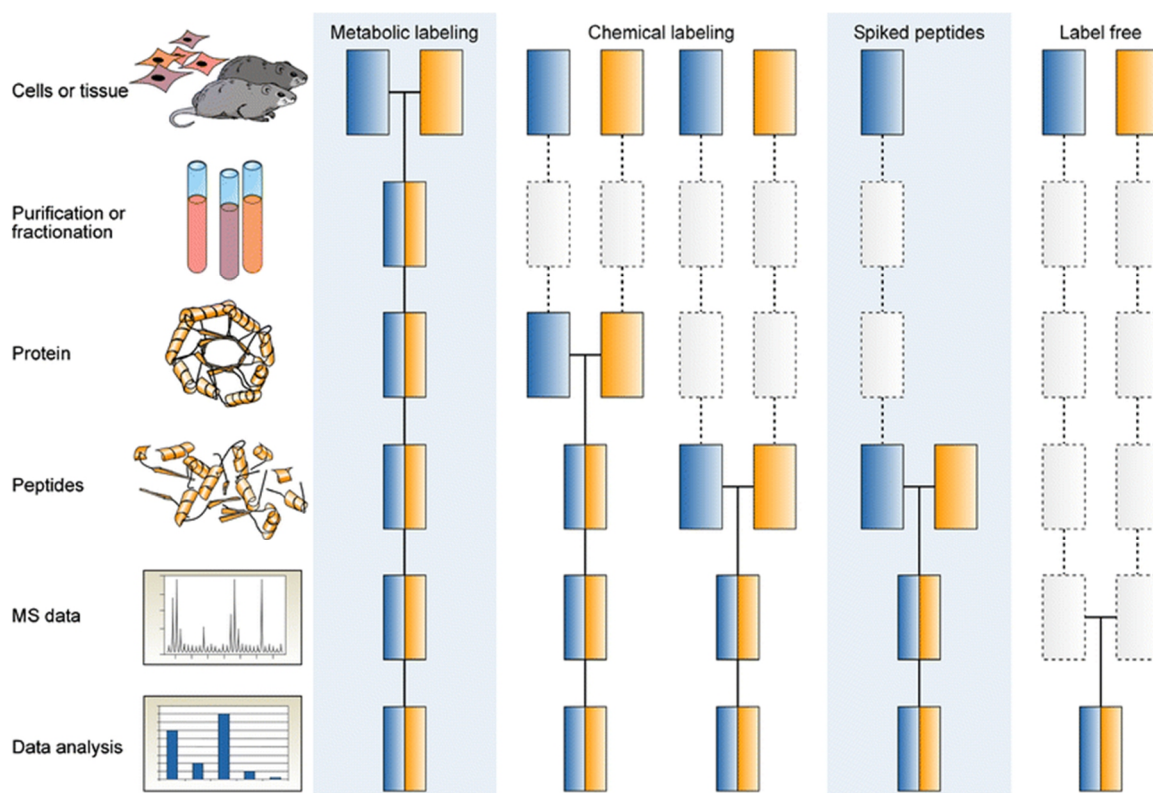 Metabolic labeling
Chemical labeling
Spiked peptides
Label free
Cells or tissue
Purification or
fractionation
Protein
Peptides
MS data
Data analysis